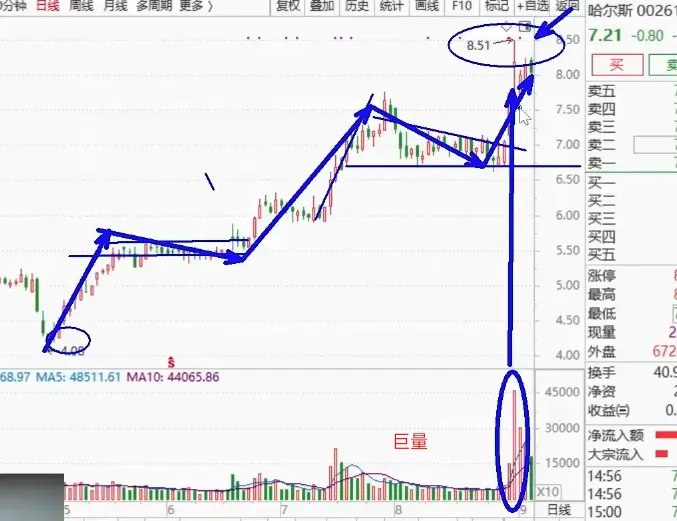 分钟 日线 周线 月线 多周期 更多 复权 叠加 历史 统计 画线 F10 标记 +自选 返回
哈尔斯 00261
7.21 -0.80
买
卖五
卖四
卖三
卖二
卖一
买一
买二
买三
买四
买五
涨停
最高
最低
现量 2
外盘 672
换手 40.9
净资
收益㈢ 0.
净流入额
大宗流入
14:56 7
14:56 7
15:00 7
8.51
8.50
8.00
7.50
7.00
6.50
6.00
5.50
5.00
4.50
4.00
S
68.97 MA5: 48511.61 MA10: 44065.86
45000
30000
15000
X10
巨量
5 6 7 8 9 日线